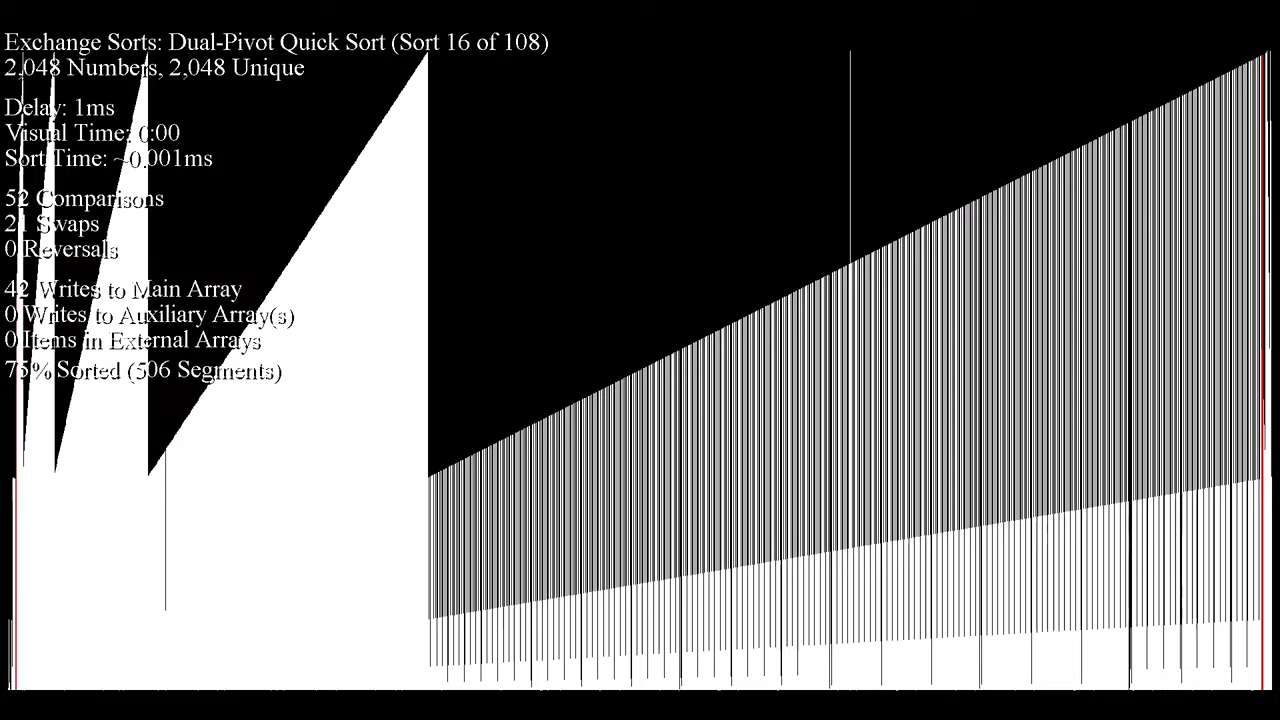 Exchange Sorts: Dual-Pivot Quick Sort (Sort 16 of 108)
2,048 Numbers, 2,048 Unique
Delay: 1ms
Visual Time: 0:00
Sort Time: ~0.001ms
52 Comparisons
21 Swaps
0 Reversals
42 Writes to Main Array
0 Writes to Auxiliary Array(s)
0 Items in External Arrays
75% Sorted (506 Segments)